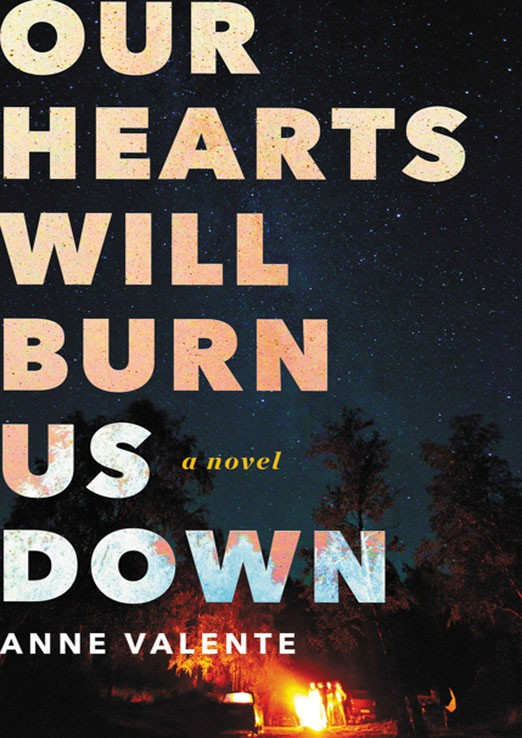 OUR
HEARTS
WILL
BURN
US
a novel
DOWN
ANNE VALENTE